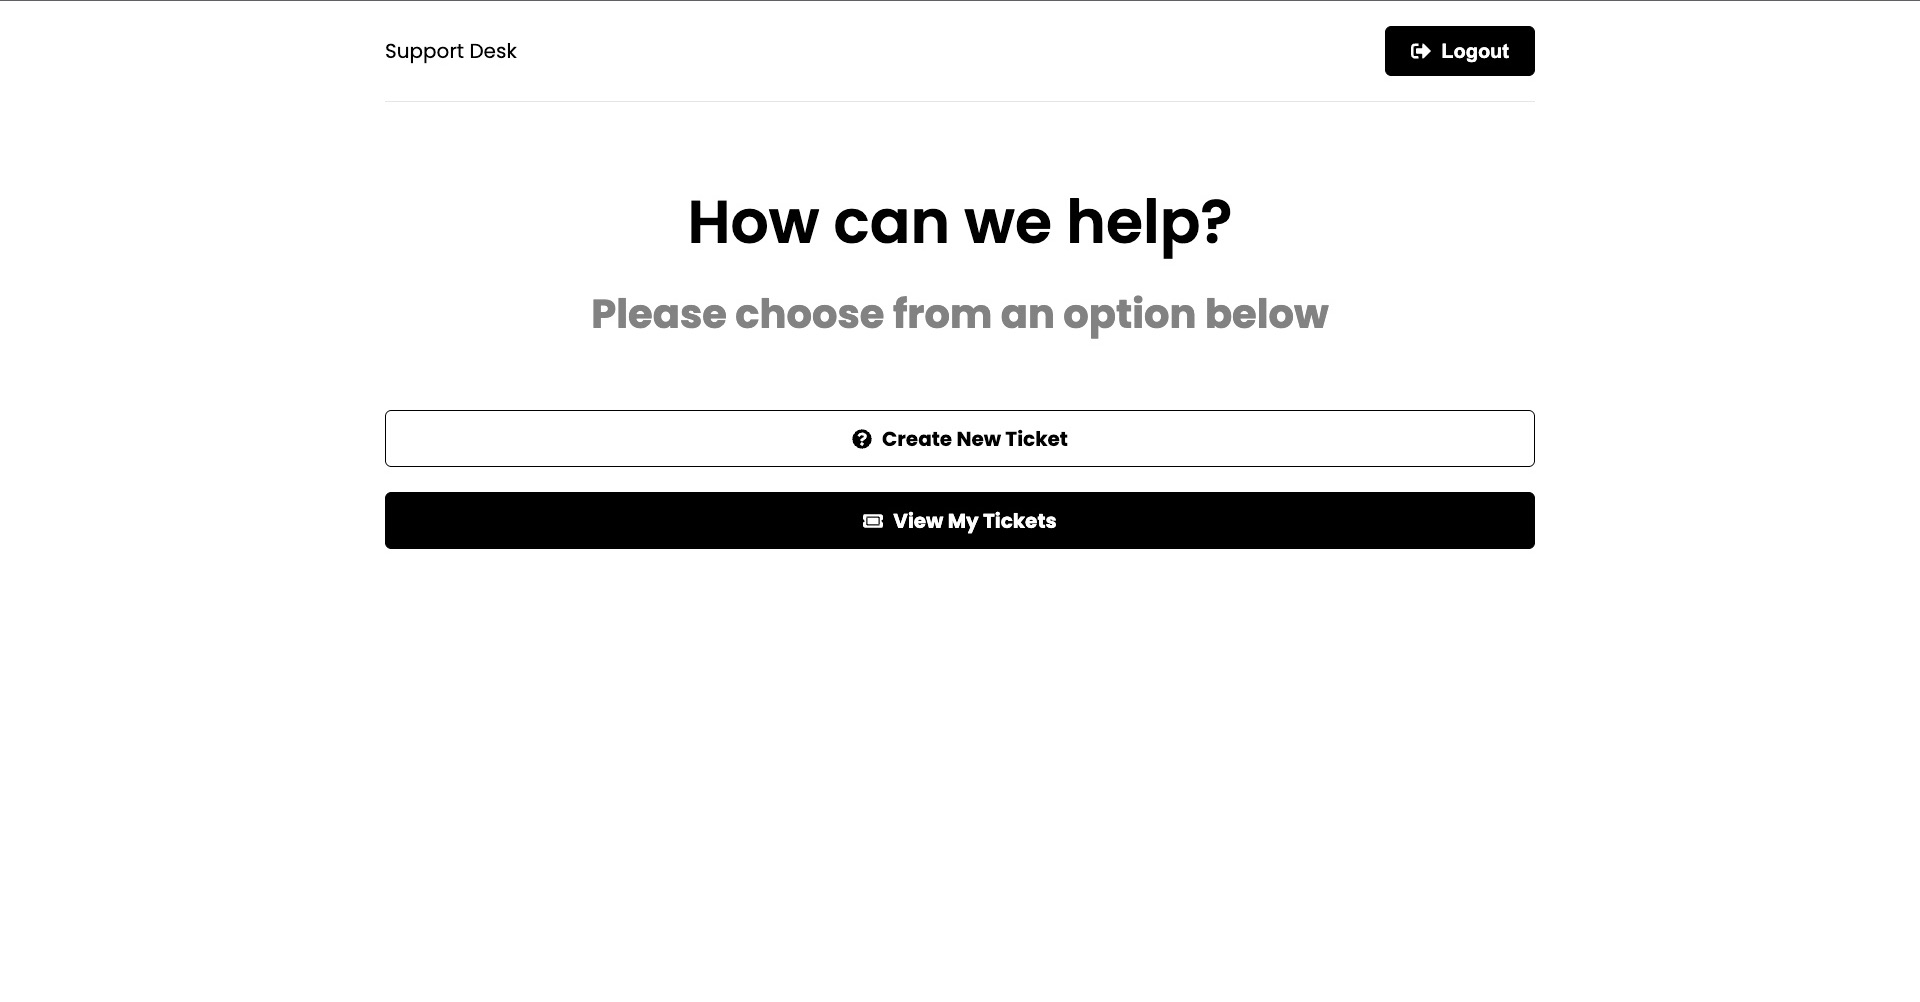 Support Desk
Logout
How can we help?
Please choose from an option below
Create New Ticket
View My Tickets